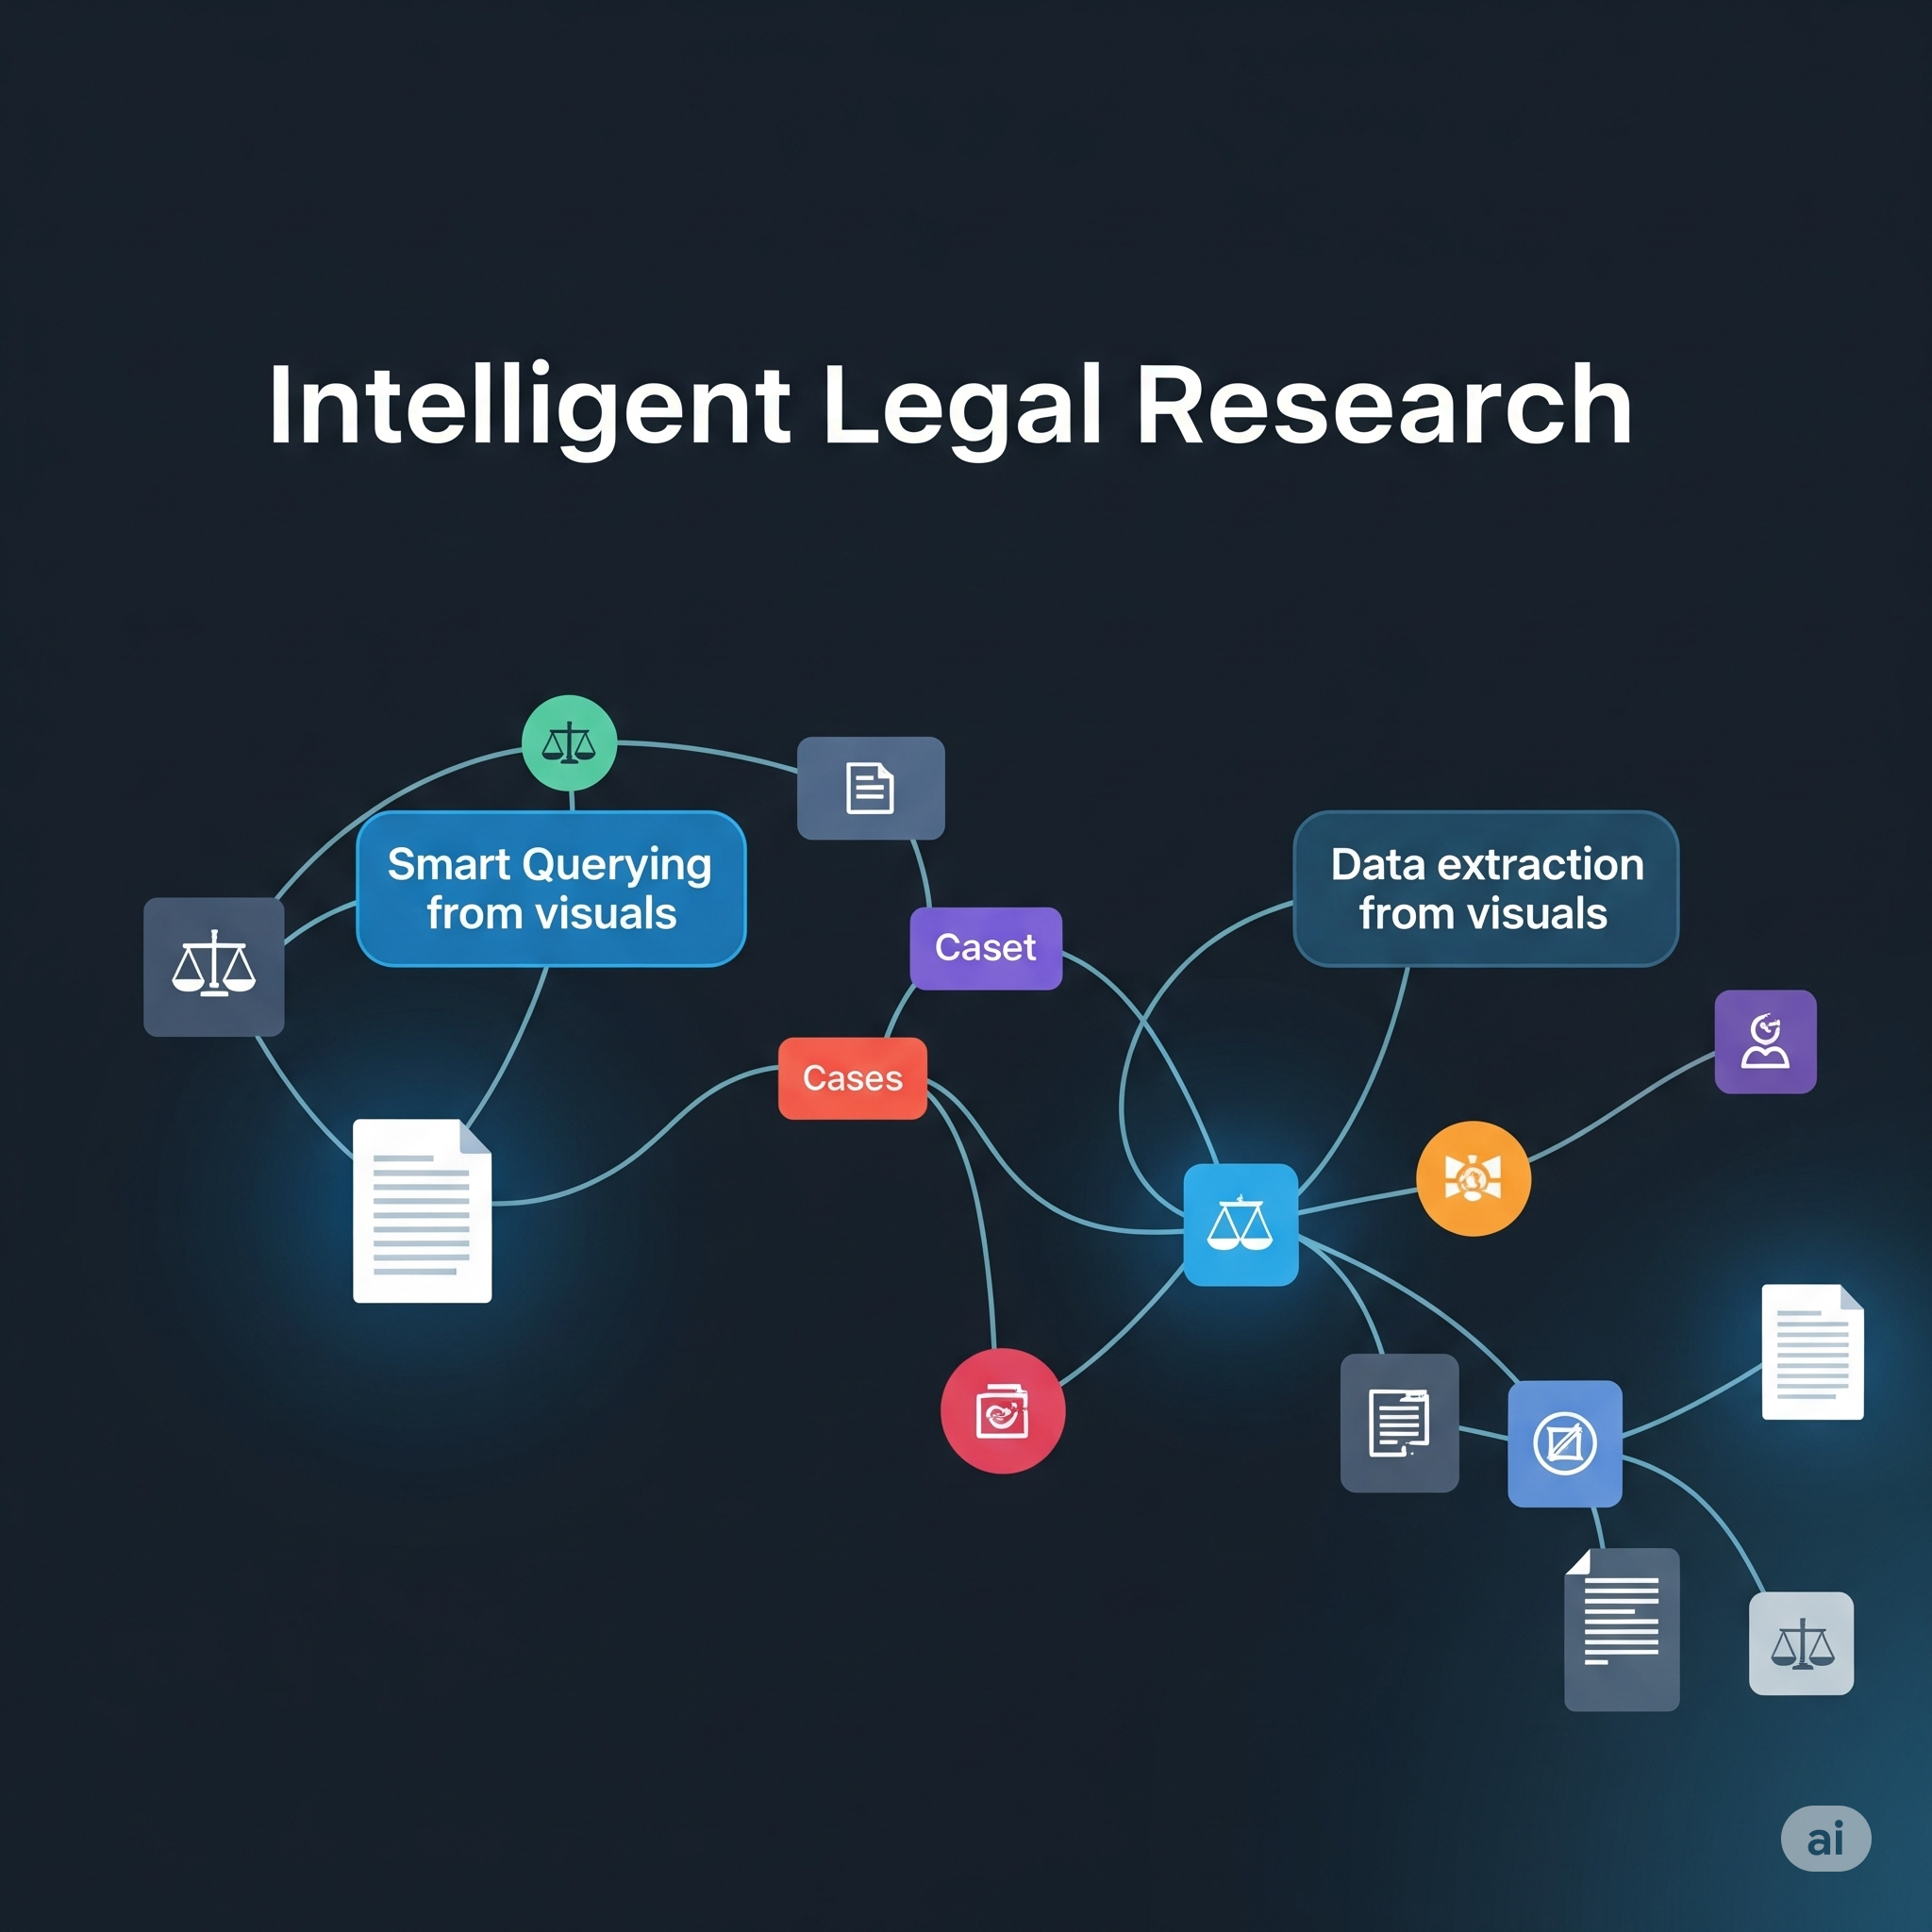 Intelligent Legal Research
Smart Querying
from visuals
Data extraction
from visuals
Caset
Cases
ai